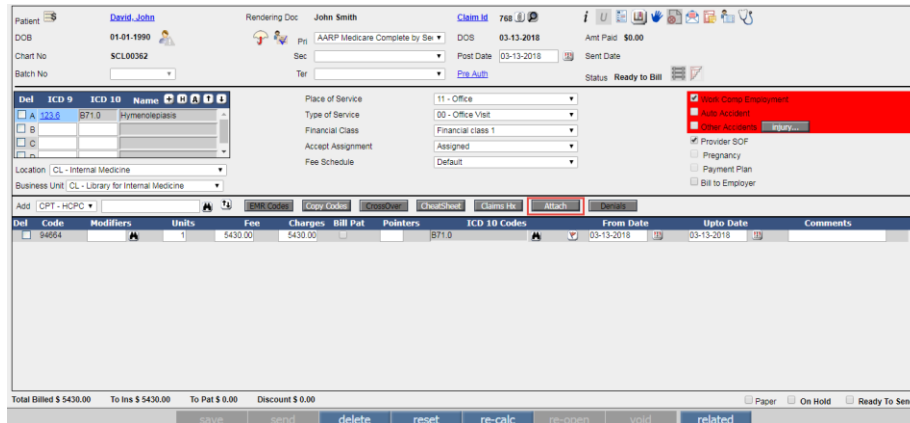 Patient David, John Rendering Doc John Smith Claim Id 768
DOB 01-01-1990 Pri AARP Medicare Complete by Sec DOS 03-13-2018 Amt Paid $0.00
Chart No SCL00362 Sec Post Date 03-13-2018 Sent Date
Batch No Ter Pre Auth Status Ready to Bill
Del ICD 9 ICD 10 Name H A
A 123.6 B71.0 Hymenolepiasis
B
C
D
Location CL - Internal Medicine
Business Unit CL - Library for Internal Medicine
Place of Service 11 - Office
Type of Service 00 - Office Visit
Financial Class Financial class 1
Accept Assignment Assigned
Fee Schedule Default
Work Comp Employment
Auto Accident
Other Accidents Injury...
Provider SOF
Pregnancy
Payment Plan
Bill to Employer
Add CPT - HCPC EMR Codes Copy Codes CrossOver CheatSheet Claims Hx Attach Denials
Del Code Modifiers Units Fee Charges Bill Pat Pointers ICD 10 Codes From Date Upto Date Comments
94664 1 5430.00 5430.00 B71.0 03-13-2018 03-13-2018
Total Billed $ 5430.00 To Ins $ 5430.00 To Pat $ 0.00 Discount $ 0.00 Paper On Hold Ready To Sen
save send delete reset re-calc re-open void related